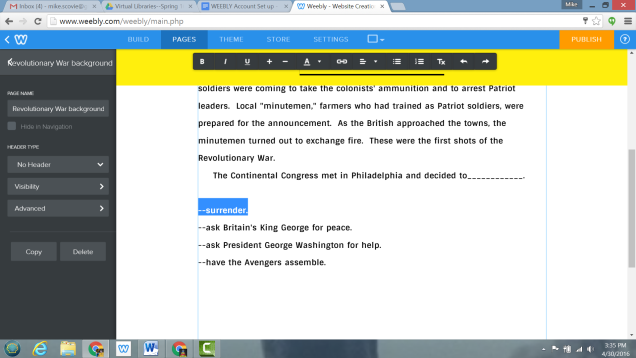 Inbox (0) - mikescovie@c
Virtual Libraries--Spring
WEEBLY Account Set up
Weebly - Website Creatio
Mike
www.weebly.com/weebly/main.php
BUILD PAGES THEME STORE SETTINGS PUBLISH
Revolutionary War background
B I U A Tx
PAGE NAME
Revolutionary War background
Hide in Navigation
HEADER TYPE
No Header
Visibility
Advanced
Copy Delete
soldiers were coming to take the colonists' ammunition and to arrest Patriot
leaders. Local "minutemen," farmers who had trained as Patriot soldiers, were
prepared for the announcement. As the British approached the towns, the
minutemen turned out to exchange fire. These were the first shots of the
Revolutionary War.
The Continental Congress met in Philadelphia and decided to____________.
--surrender.
--ask Britain's King George for peace.
--ask President George Washington for help.
--have the Avengers assemble.
3:35 PM
4/30/2016